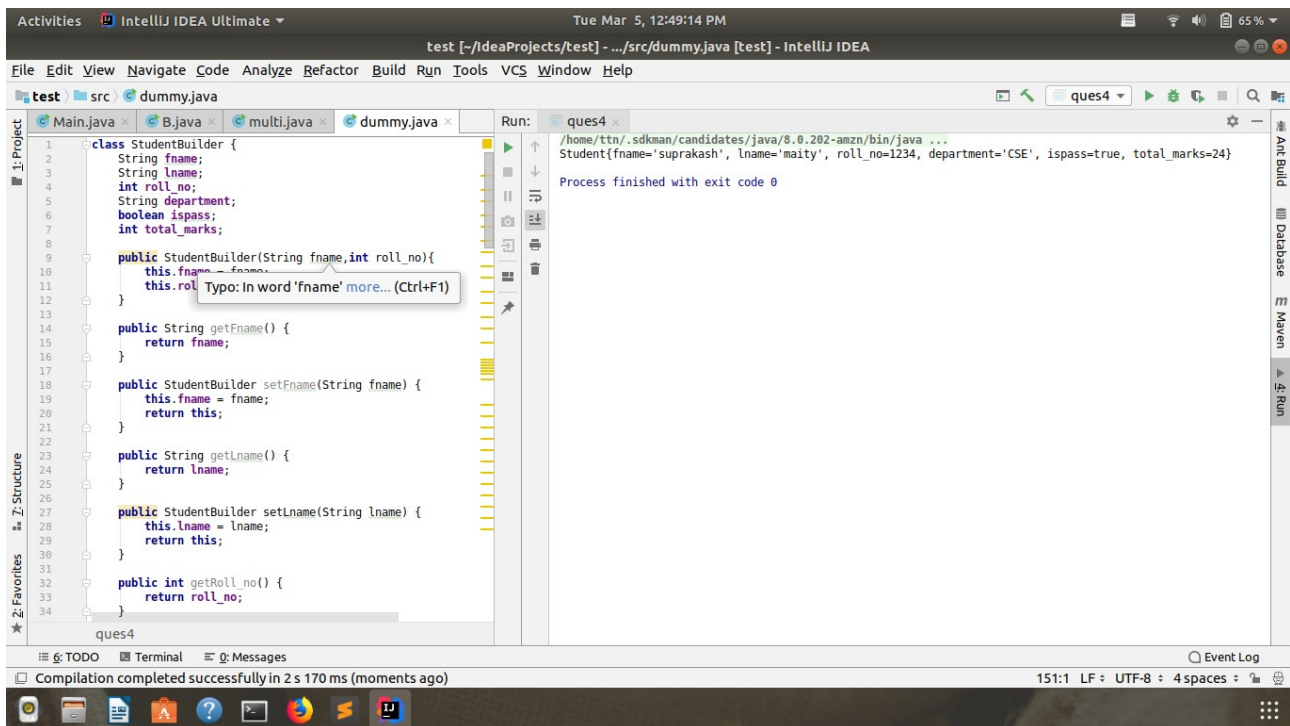 Activities IntelliJ IDEA Ultimate Tue Mar 5, 12:49:14 PM 65 %
test [~/IdeaProjects/test] - .../src/dummy.java [test] - IntelliJ IDEA
File Edit View Navigate Code Analyze Refactor Build Run Tools VCS Window Help
test src dummy.java ques4
Main.java B.java multi.java dummy.java Run: ques4
1: Project
7: Structure
2: Favorites
1 class StudentBuilder {
2 String fname;
3 String lname;
4 int roll_no;
5 String department;
6 boolean ispass;
7 int total_marks;
8
9 public StudentBuilder(String fname,int roll_no){
10 this.fname = fname;
11 this.rol
Typo: In word 'fname' more... (Ctrl+F1)
12 }
13
14 public String getFname() {
15 return fname;
16 }
17
18 public StudentBuilder setFname(String fname) {
19 this.fname = fname;
20 return this;
21 }
22
23 public String getLname() {
24 return lname;
25 }
26
27 public StudentBuilder setLname(String lname) {
28 this.lname = lname;
29 return this;
30 }
31
32 public int getRoll_no() {
33 return roll_no;
34 }
ques4
/home/ttn/.sdkman/candidates/java/8.0.202-amzn/bin/java ...
Student{fname='suprakash', lname='maity', roll_no=1234, department='CSE', ispass=true, total_marks=24}
Process finished with exit code 0
Ant Build
Database
m Maven
4: Run
6: TODO Terminal 0: Messages Event Log
Compilation completed successfully in 2 s 170 ms (moments ago) 151:1 LF UTF-8 4 spaces